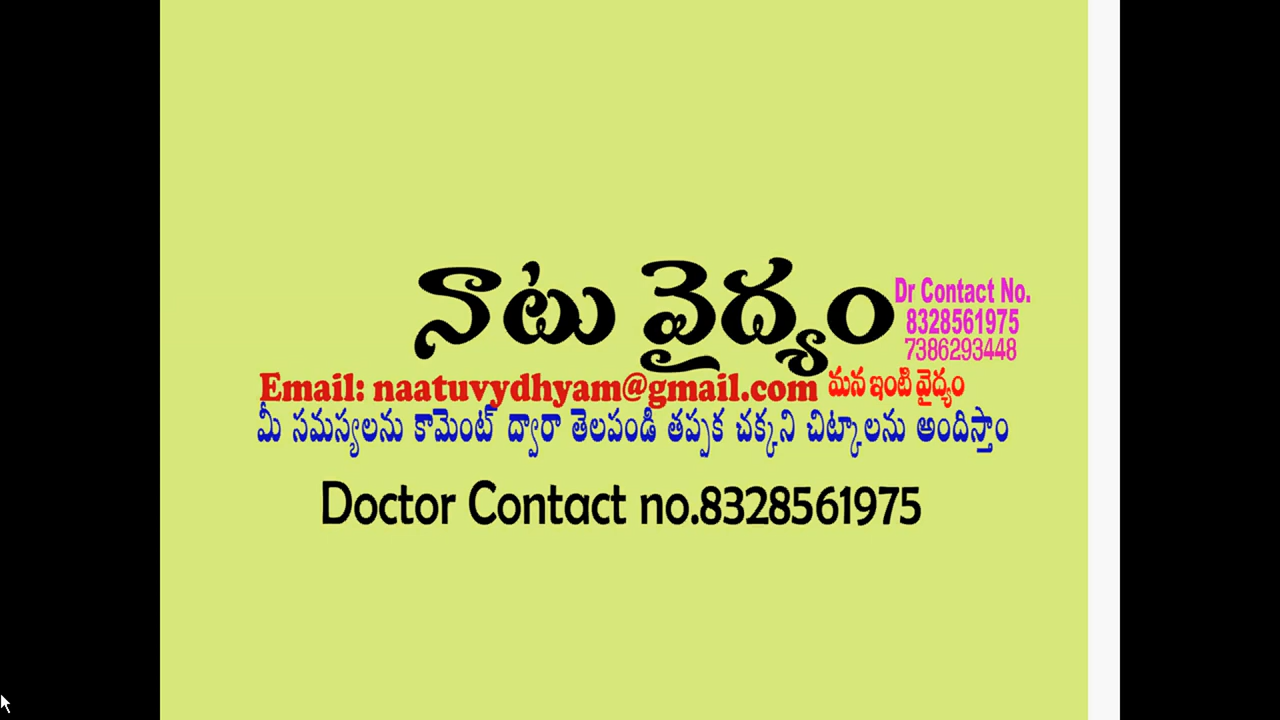 నాటు వైద్యం
Dr Contact No.
8328561975
7386293448
Email: naatuvydhyam@gmail.com మన ఇంటి వైద్యం
మీ సమస్యలను కామెంట్ ద్వారా తెలపండి తప్పక చక్కని చిట్కాలను అందిస్తాం
Doctor Contact no.8328561975